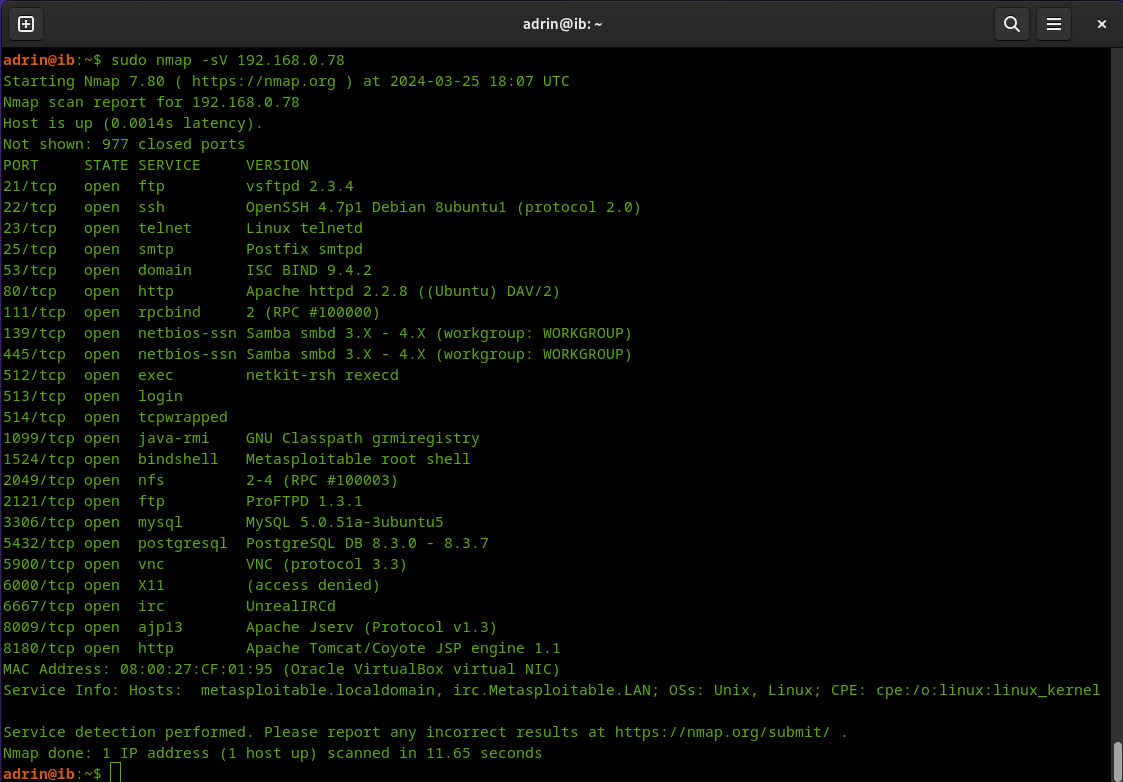 adrin@ib: ~
adrin@ib:~$ sudo nmap -sV 192.168.0.78
Starting Nmap 7.80 ( https://nmap.org ) at 2024-03-25 18:07 UTC
Nmap scan report for 192.168.0.78
Host is up (0.0014s latency).
Not shown: 977 closed ports
PORT     STATE SERVICE     VERSION
21/tcp   open  ftp         vsftpd 2.3.4
22/tcp   open  ssh         OpenSSH 4.7p1 Debian 8ubuntu1 (protocol 2.0)
23/tcp   open  telnet      Linux telnetd
25/tcp   open  smtp        Postfix smtpd
53/tcp   open  domain      ISC BIND 9.4.2
80/tcp   open  http        Apache httpd 2.2.8 ((Ubuntu) DAV/2)
111/tcp  open  rpcbind     2 (RPC #100000)
139/tcp  open  netbios-ssn Samba smbd 3.X - 4.X (workgroup: WORKGROUP)
445/tcp  open  netbios-ssn Samba smbd 3.X - 4.X (workgroup: WORKGROUP)
512/tcp  open  exec        netkit-rsh rexecd
513/tcp  open  login
514/tcp  open  tcpwrapped
1099/tcp open  java-rmi    GNU Classpath grmiregistry
1524/tcp open  bindshell   Metasploitable root shell
2049/tcp open  nfs         2-4 (RPC #100003)
2121/tcp open  ftp         ProFTPD 1.3.1
3306/tcp open  mysql       MySQL 5.0.51a-3ubuntu5
5432/tcp open  postgresql  PostgreSQL DB 8.3.0 - 8.3.7
5900/tcp open  vnc         VNC (protocol 3.3)
6000/tcp open  X11         (access denied)
6667/tcp open  irc         UnrealIRCd
8009/tcp open  ajp13       Apache Jserv (Protocol v1.3)
8180/tcp open  http        Apache Tomcat/Coyote JSP engine 1.1
MAC Address: 08:00:27:CF:01:95 (Oracle VirtualBox virtual NIC)
Service Info: Hosts:  metasploitable.localdomain, irc.Metasploitable.LAN; OSs: Unix, Linux; CPE: cpe:/o:linux:linux_kernel
Service detection performed. Please report any incorrect results at https://nmap.org/submit/ .
Nmap done: 1 IP address (1 host up) scanned in 11.65 seconds
adrin@ib:~$